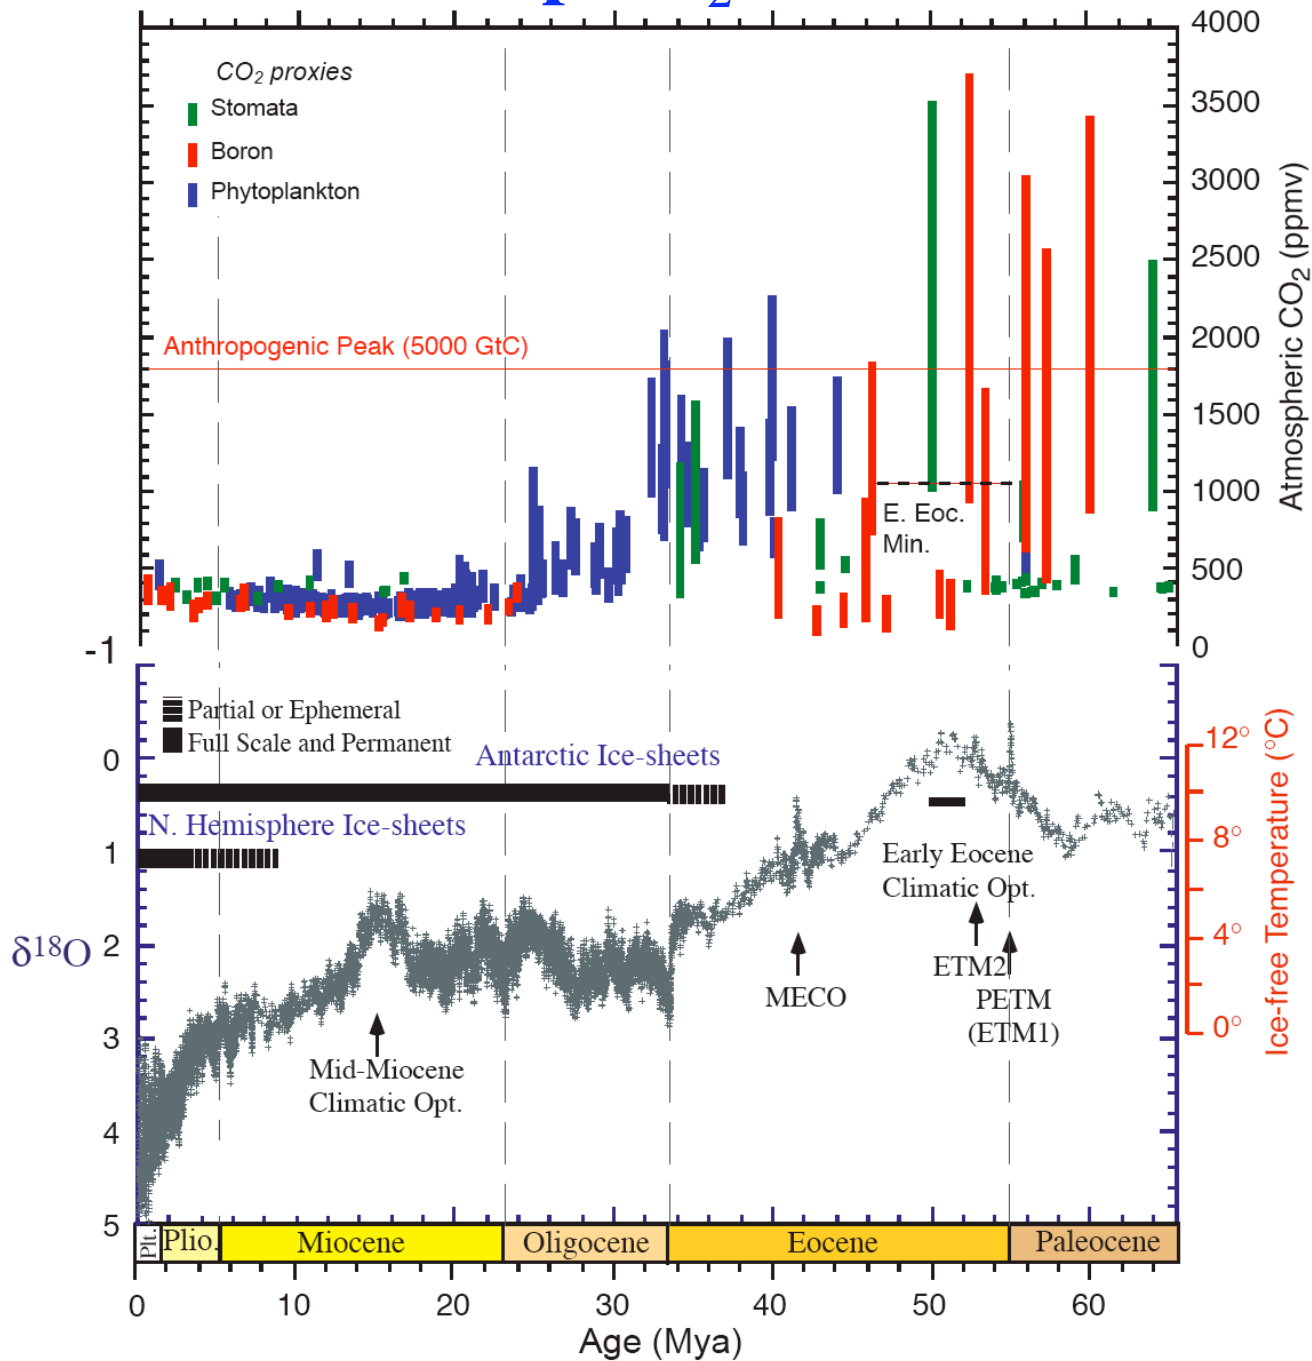 4000
CO₂ proxies
Stomata
Boron
Phytoplankton
3500
3000
2500
2000
1500
1000
500
0
Atmospheric CO₂ (ppmv)
Anthropogenic Peak (5000 GtC)
E. Eoc.
Min.
-1
0
1
2
3
4
5
δ¹⁸O
Partial or Ephemeral
Full Scale and Permanent
Antarctic Ice-sheets
N. Hemisphere Ice-sheets
12°
8°
4°
0°
Ice-free Temperature (°C)
Early Eocene
Climatic Opt.
ETM2
MECO
PETM
(ETM1)
Mid-Miocene
Climatic Opt.
Plt.
Plio.
Miocene
Oligocene
Eocene
Paleocene
0
10
20
30
40
50
60
Age (Mya)